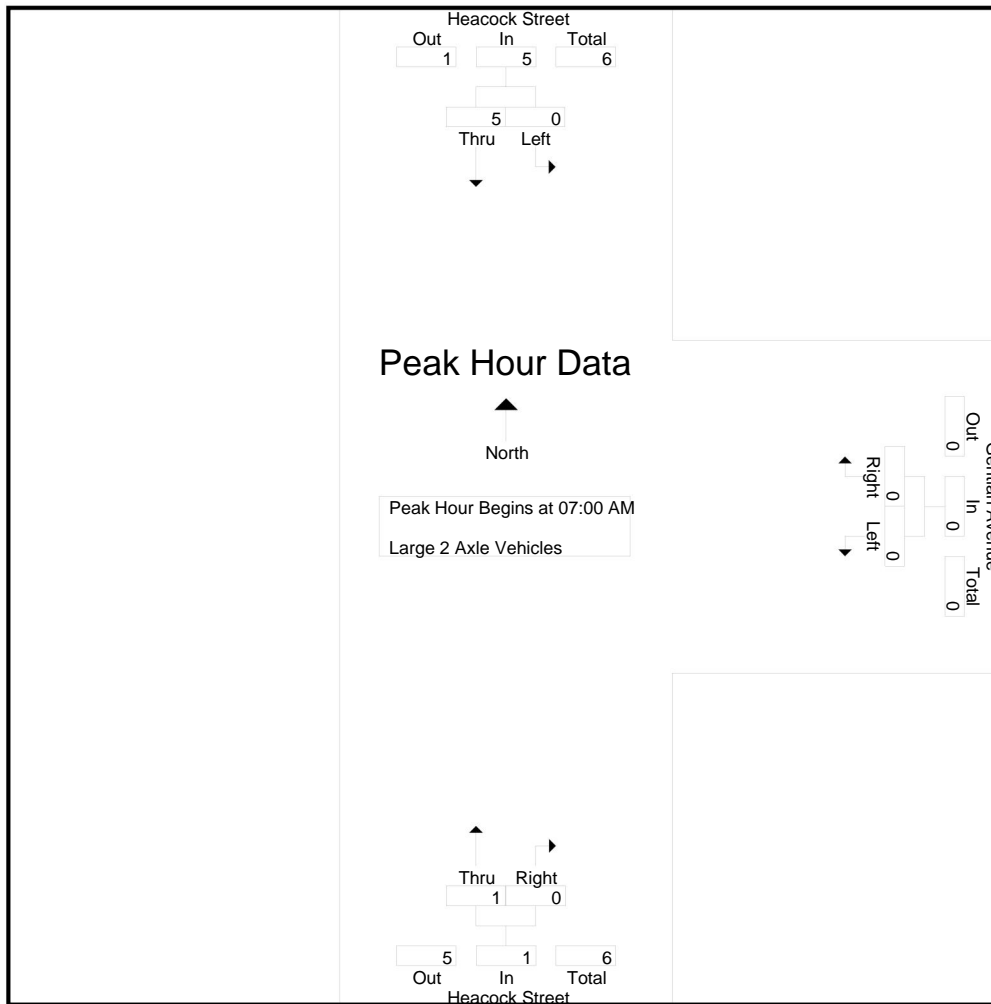 Heacock Street
Out In Total
1 5 6
5 0
Thru Left
Peak Hour Data
North
Peak Hour Begins at 07:00 AM
Large 2 Axle Vehicles
Right Left
0 0
Out In Total
0 0 0
Avenue
Thru Right
1 0
5 1 6
Out In Total
Heacock Street